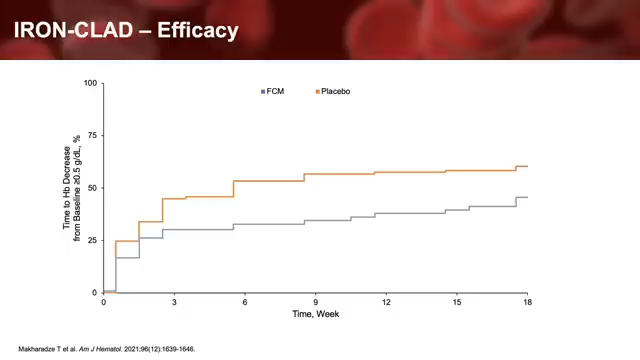 IRON-CLAD – Efficacy
100
FCM
Placebo
75
50
25
0
Time to Hb Decrease
from Baseline ≥0.5 g/dL, %
0 3 6 9 12 15 18
Time, Week
Makharadze T et al. Am J Hematol. 2021;96(12):1639-1646.